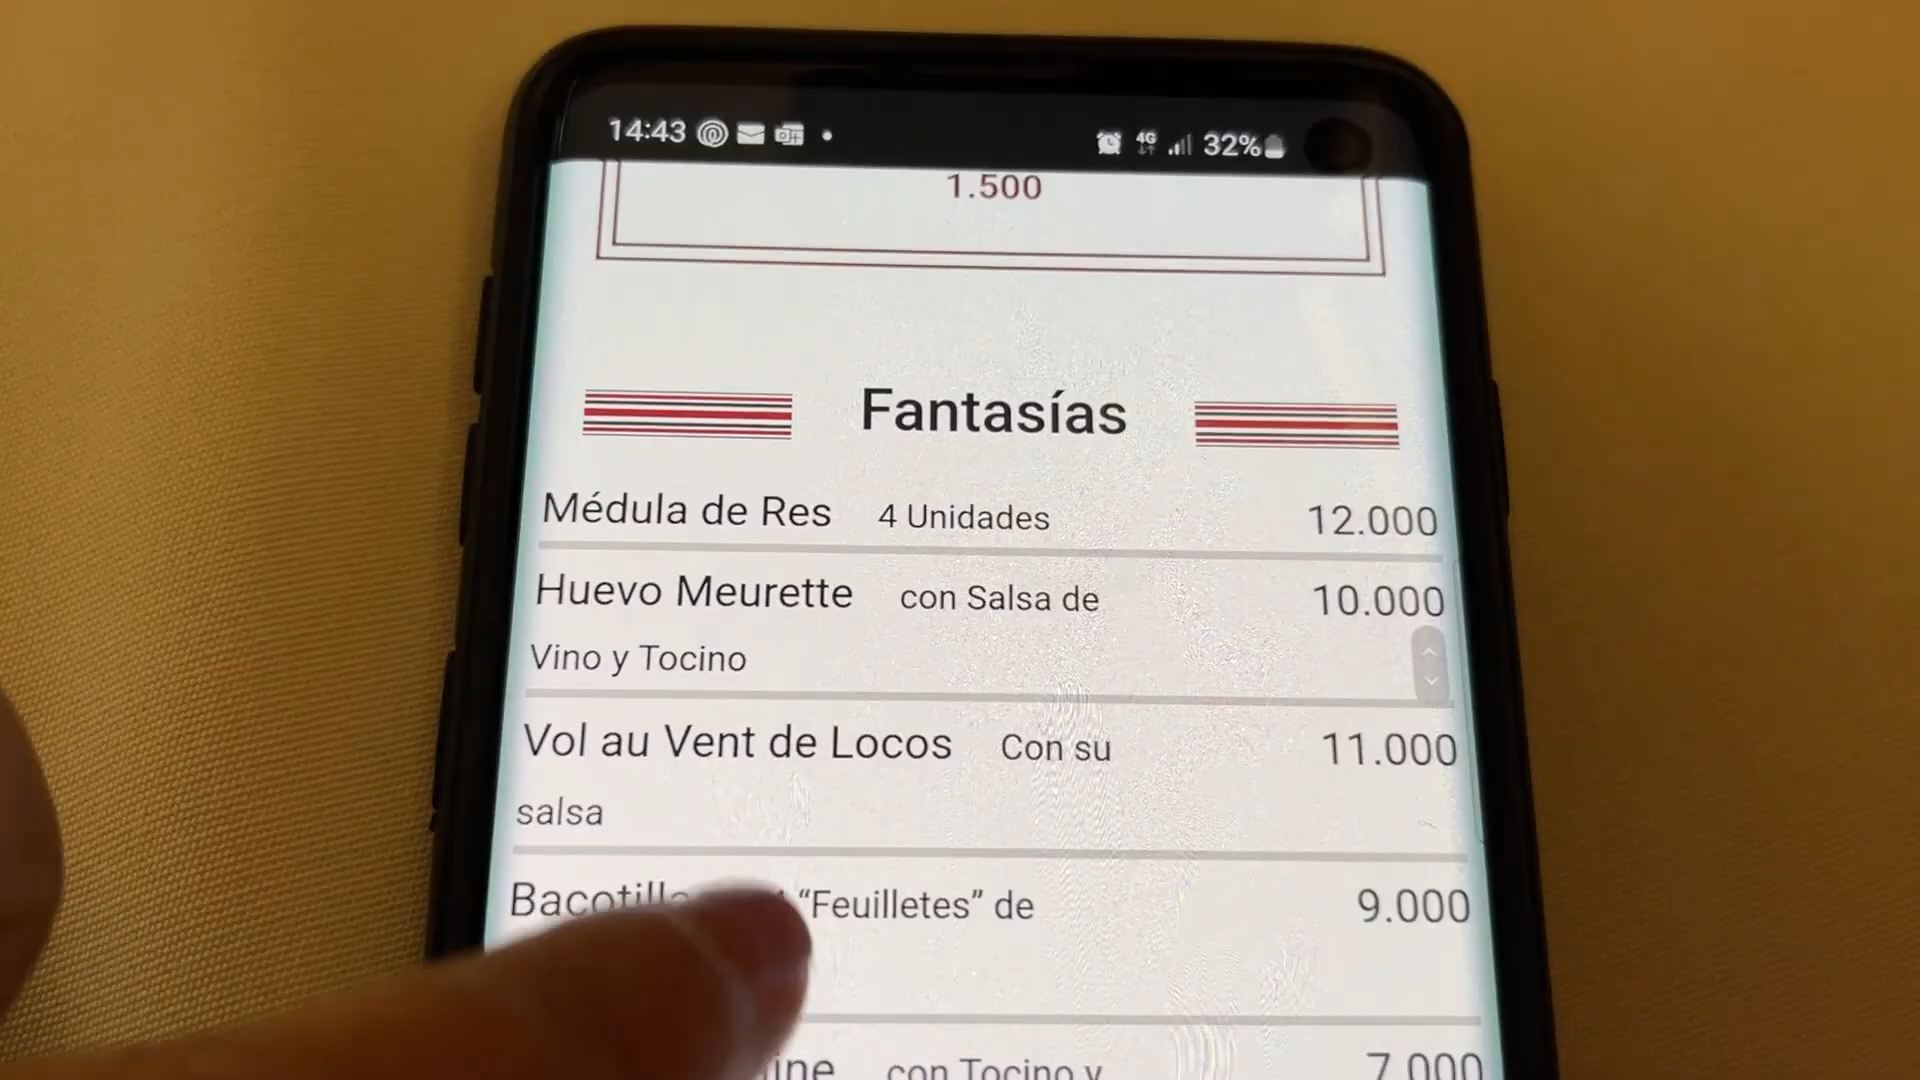 14:43 4G 32%
1.500
Fantasías
Médula de Res 4 Unidades 12.000
Huevo Meurette con Salsa de 10.000
Vino y Tocino
Vol au Vent de Locos Con su 11.000
salsa
“Feuilletes” de 9.000
con Tocino y 7.000